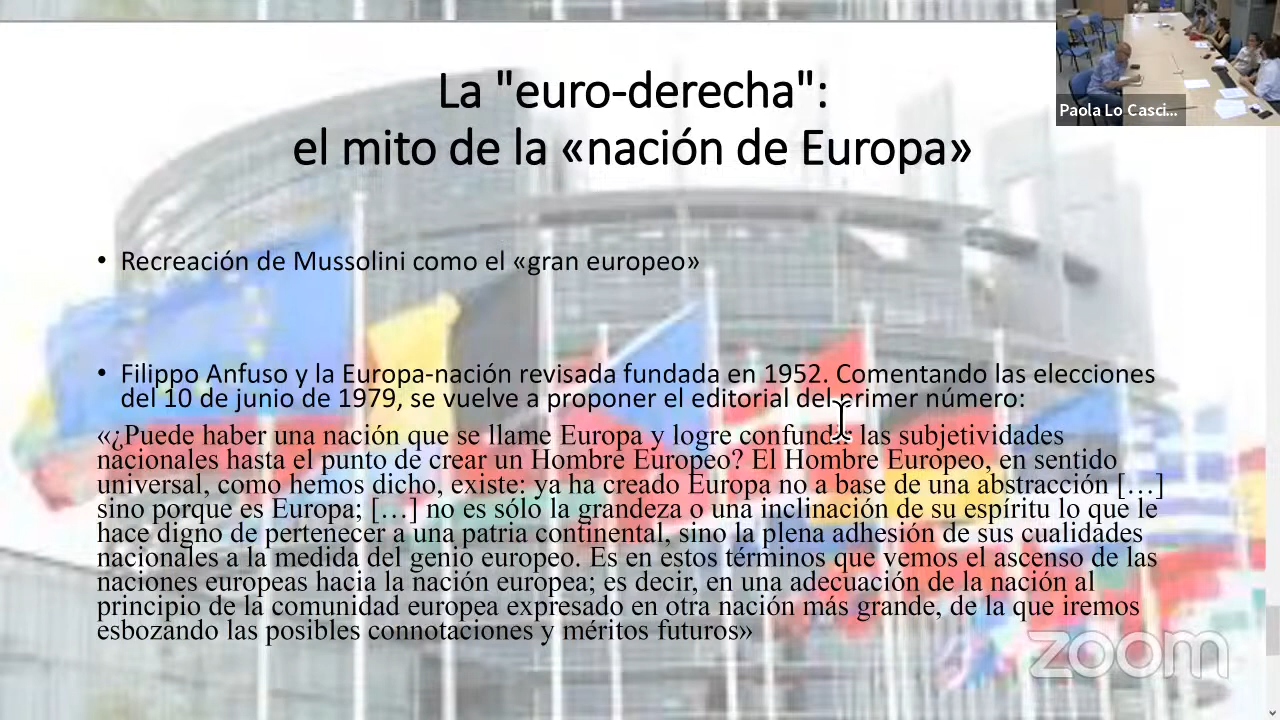 La "euro-derecha":
el mito de la «nación de Europa»
Paola Lo Casci...
• Recreación de Mussolini como el «gran europeo»
• Filippo Anfuso y la Europa-nación revisada fundada en 1952. Comentando las elecciones
del 10 de junio de 1979, se vuelve a proponer el editorial del primer número:
«¿Puede haber una nación que se llame Europa y logre confundir las subjetividades
nacionales hasta el punto de crear un Hombre Europeo? El Hombre Europeo, en sentido
universal, como hemos dicho, existe: ya ha creado Europa no a base de una abstracción […]
sino porque es Europa; […] no es sólo la grandeza o una inclinación de su espíritu lo que le
hace digno de pertenecer a una patria continental, sino la plena adhesión de sus cualidades
nacionales a la medida del genio europeo. Es en estos términos que vemos el ascenso de las
naciones europeas hacia la nación europea; es decir, en una adecuación de la nación al
principio de la comunidad europea expresado en otra nación más grande, de la que iremos
esbozando las posibles connotaciones y méritos futuros»
zoom